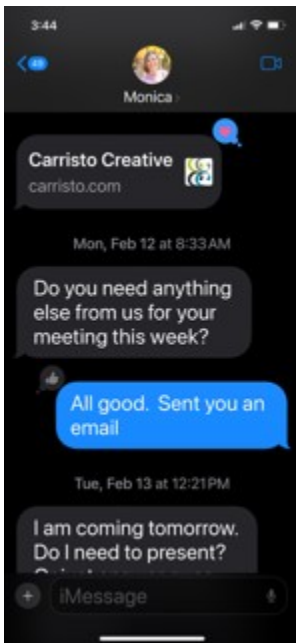 3:44
49
Monica
Carristo Creative
carristo.com
Mon, Feb 12 at 8:33 AM
Do you need anything
else from us for your
meeting this week?
All good. Sent you an
email
Tue, Feb 13 at 12:21 PM
I am coming tomorrow.
Do I need to present?
iMessage